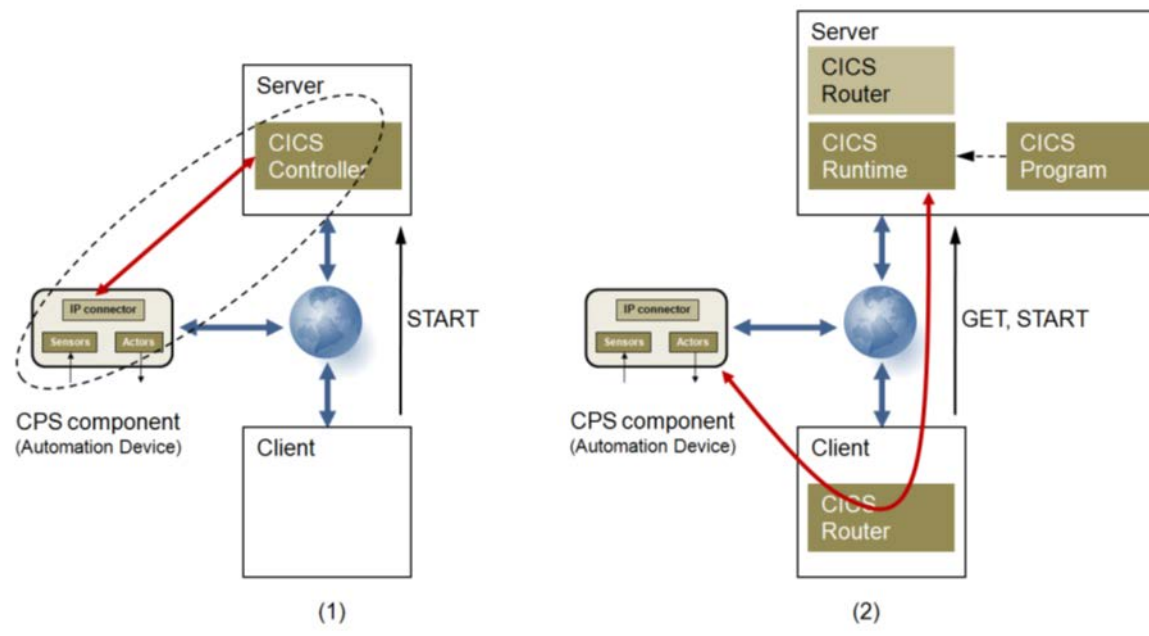 Server
CICS
Controller
IP connector
Sensors
Actors
START
CPS component
(Automation Device)
Client
(1)
Server
CICS
Router
CICS
Runtime
CICS
Program
IP connector
Sensors
Actors
GET, START
CPS component
(Automation Device)
Client
CICS
Router
(2)